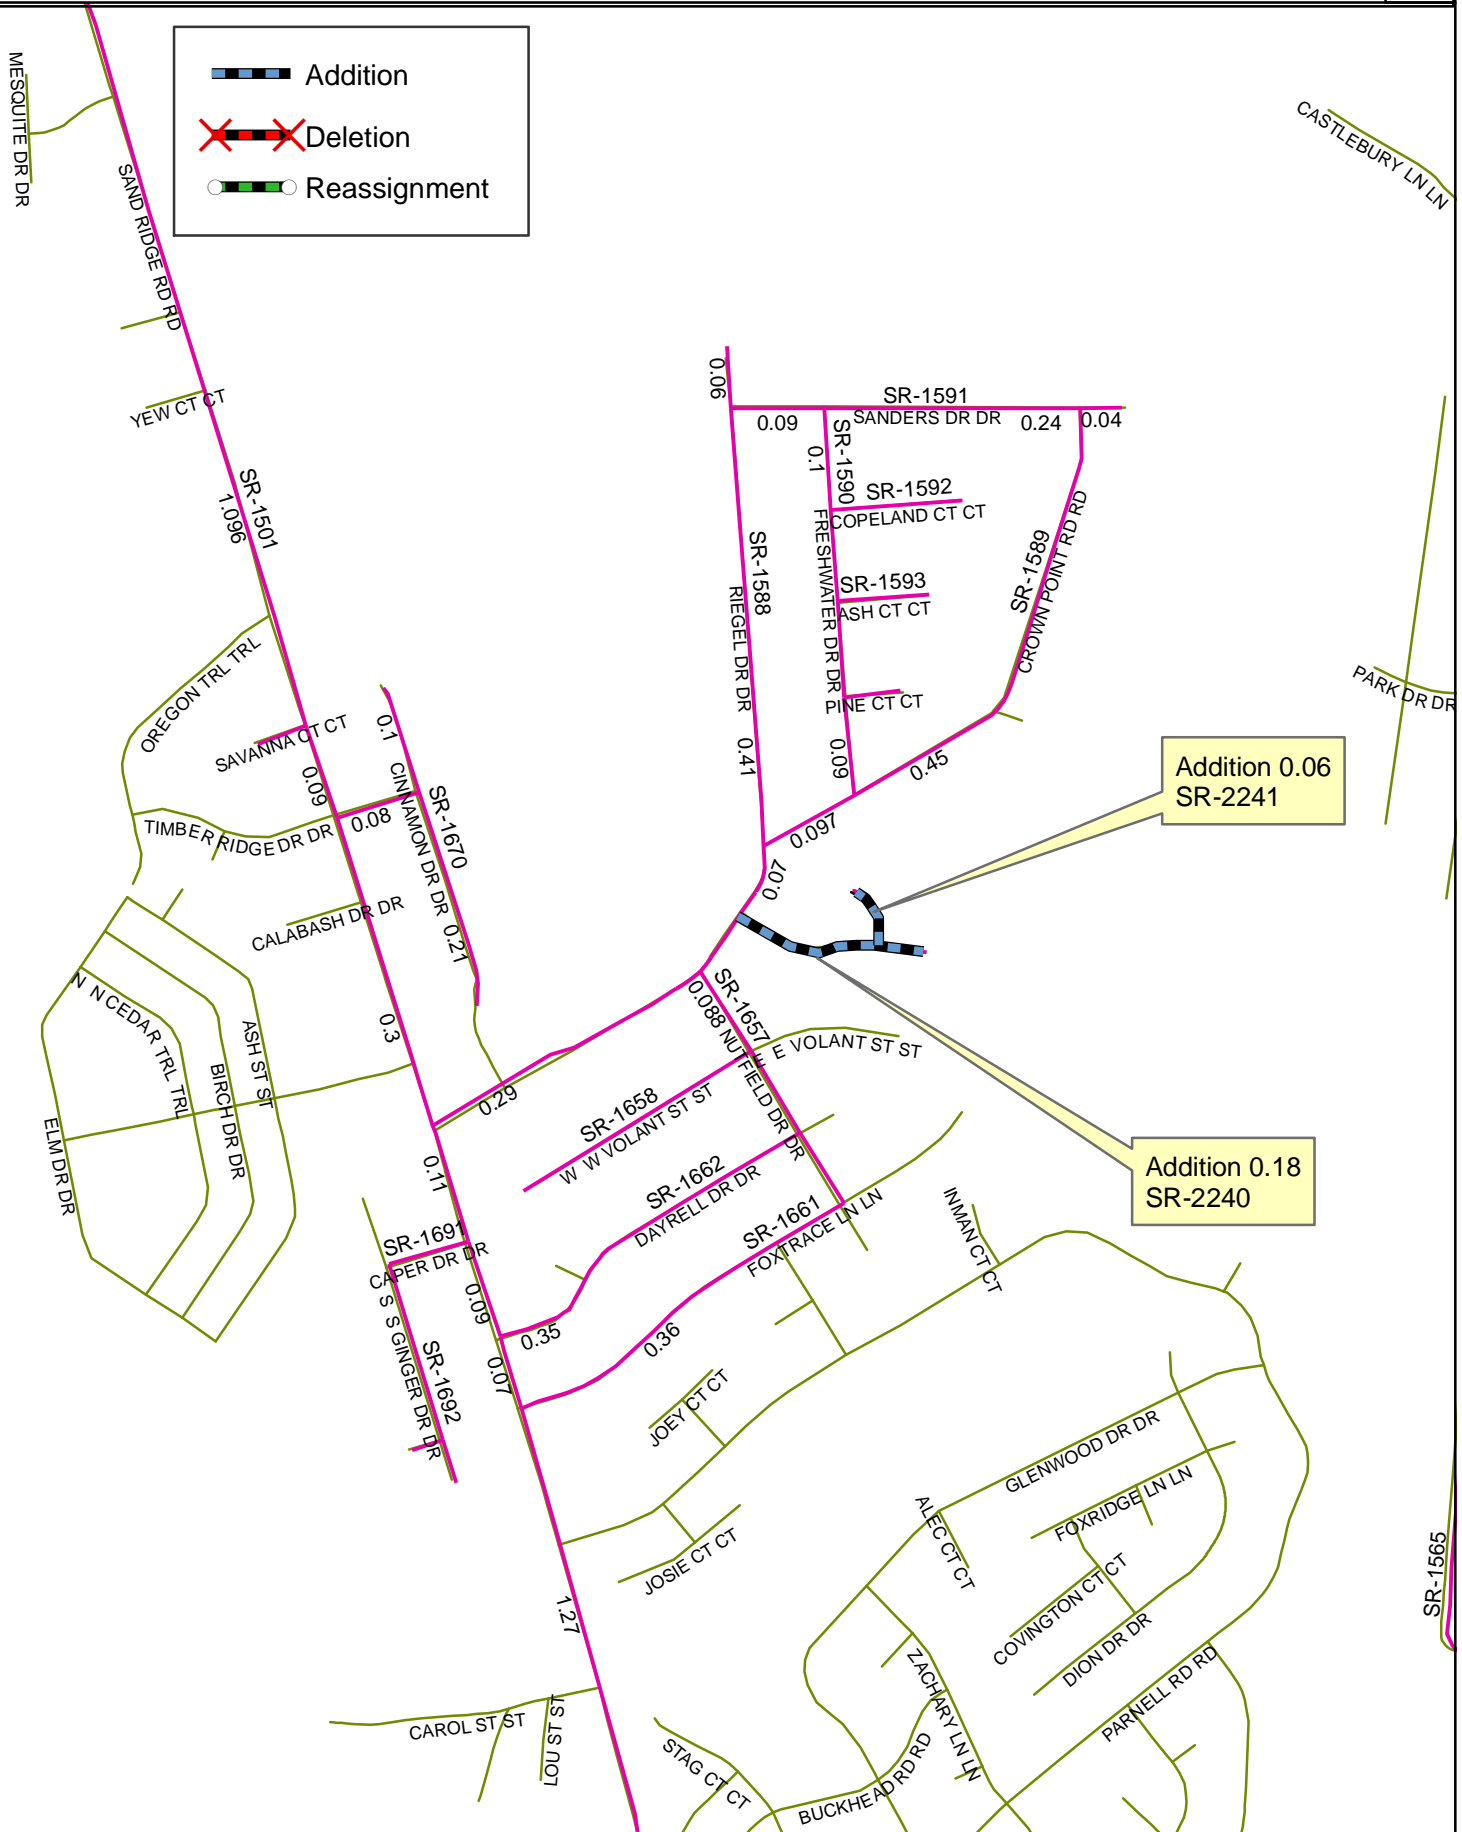 Addition
Deletion
Reassignment
MESQUITE DR DR
SAND RIDGE RD RD
CASTLEBURY LN LN
YEW CT CT
SR-1501
1.096
0.06
SR-1591
SANDERS DR DR
0.09
0.24
0.04
SR-1590
0.1
SR-1592
COPELAND CT CT
FRESHWATER DR DR
SR-1588
RIEGEL DR DR
SR-1593
ASH CT CT
SR-1589
CROWN POINT RD RD
PINE CT CT
0.41
0.09
0.45
0.097
PARK DR DR
OREGON TRL TRL
SAVANNA CT CT
0.1
0.09
CINNAMON DR DR
SR-1670
0.08
TIMBER RIDGE DR DR
0.07
Addition 0.06
SR-2241
CALABASH DR DR
0.21
N N CEDAR TRL TRL
ASH ST ST
BIRCH DR DR
ELM DR DR
0.3
0.29
SR-1657
0.088
NUTFIELD DR DR
E E VOLANT ST ST
SR-1658
W W VOLANT ST ST
SR-1662
DAYRELL DR DR
SR-1661
FOXTRACE LN LN
Addition 0.18
SR-2240
INMAN CT CT
0.11
SR-1691
CAPER DR DR
S S GINGER DR DR
SR-1692
0.09
0.35
0.07
0.36
JOEY CT CT
JOSIE CT CT
GLENWOOD DR DR
FOXRIDGE LN LN
ALEC CT CT
COVINGTON CT CT
DION DR DR
SR-1565
1.27
ZACHARY LN LN
PARNELL RD RD
CAROL ST ST
LOU ST ST
STAG CT CT
BUCKHEAD RD RD